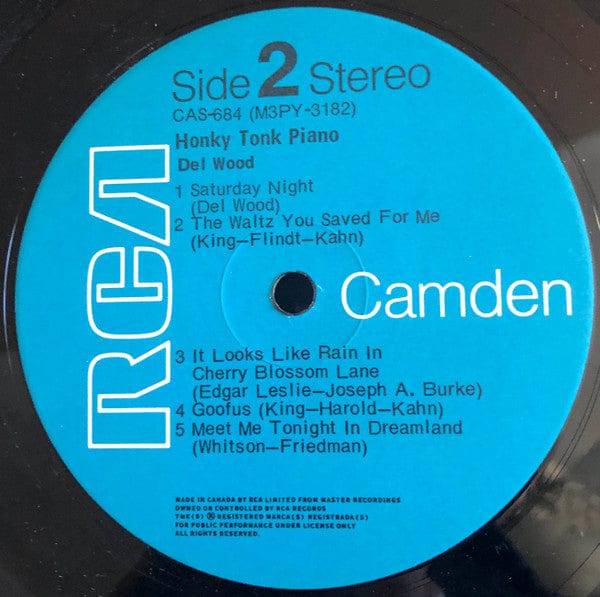 Side 2 Stereo
CAS-684 (M3PY-3182)
Honky Tonk Piano
Del Wood
1 Saturday Night
(Del Wood)
2 The Waltz You Saved For Me
(King—Flindt—Kahn)
RCA
Camden
3 It Looks Like Rain In
Cherry Blossom Lane
(Edgar Leslie—Joseph A. Burke)
4 Goofus (King—Harold—Kahn)
5 Meet Me Tonight In Dreamland
(Whitson—Friedman)
MADE IN CANADA BY RCA LIMITED FROM MASTER RECORDINGS
OWNED OR CONTROLLED BY RCA RECORDS
TMK(S) ® REGISTERED MARCA(S) REGISTRADA(S)
FOR PUBLIC PERFORMANCE UNDER LICENSE ONLY
ALL RIGHTS RESERVED.